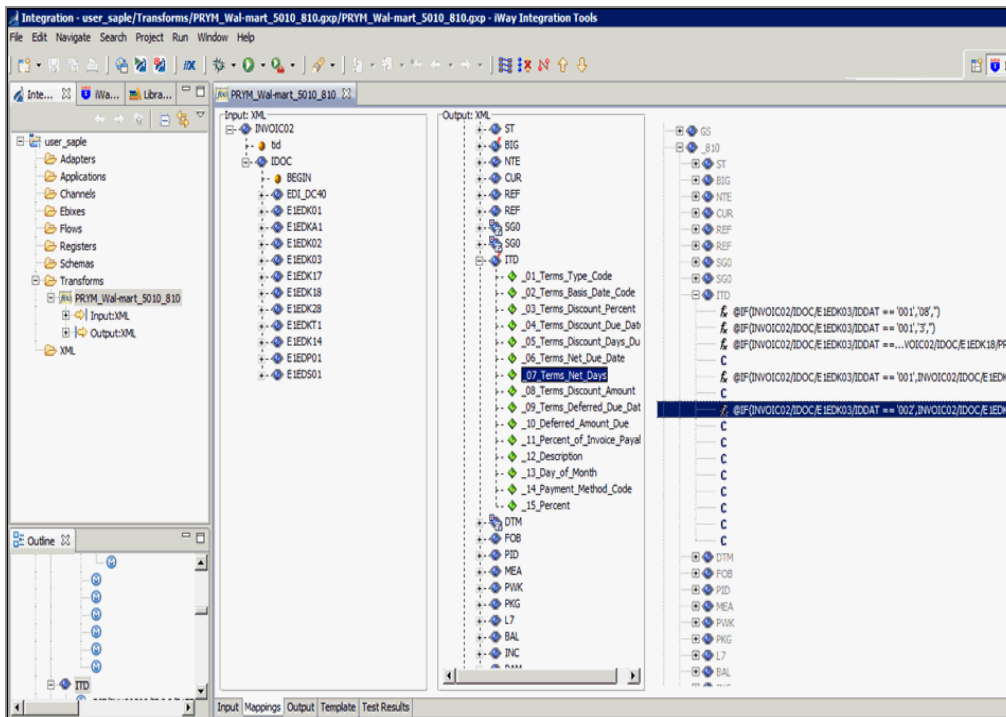 Integration - user_saple/Transforms/PRYM_Wal-mart_5010_810.gxp/PRYM_Wal-mart_5010_810.gxp - iWay Integration Tools
File Edit Navigate Search Project Run Window Help
Inte... iWa... Libra...
user_saple
Adapters
Applications
Channels
Ebixes
Flows
Registers
Schemas
Transforms
PRYM_Wal-mart_5010_810
Input:XML
Output:XML
XML
Outline
ITD
PRYM_Wal-mart_5010_810
Input: XML
INVOIC02
IDOC
BEGIN
EDI_DC40
E1EDK01
E1EDKA1
E1EDK02
E1EDK03
E1EDK17
E1EDK18
E1EDK28
E1EDKT1
E1EDK14
E1EDP01
E1EDS01
Output: XML
ST
BIG
NTE
CUR
REF
REF
SG0
SG0
ITD
_01_Terms_Type_Code
_02_Terms_Basis_Date_Code
_03_Terms_Discount_Percent
_04_Terms_Discount_Due_Dat
_05_Terms_Discount_Days_Du
_06_Terms_Net_Due_Date
_07_Terms_Net_Days
_08_Terms_Discount_Amount
_09_Terms_Deferred_Due_Dat
_10_Deferred_Amount_Due
_11_Percent_of_Invoice_Payal
_12_Description
_13_Day_of_Month
_14_Payment_Method_Code
_15_Percent
DTM
FOB
PID
MEA
PWK
PKG
L7
BAL
INC
GS
_810
ST
BIG
NTE
CUR
REF
REF
SG0
SG0
ITD
fx @IF(INVOIC02/IDOC/E1EDK03/IDDAT == '001','08','')
fx @IF(INVOIC02/IDOC/E1EDK03/IDDAT == '001','3','')
fx @IF(INVOIC02/IDOC/E1EDK03/IDDAT ==...VOIC02/IDOC/E1EDK18/PR
C
fx @IF(INVOIC02/IDOC/E1EDK03/IDDAT == '001',INVOIC02/IDOC/E1EDK
C
fx @IF(INVOIC02/IDOC/E1EDK03/IDDAT == '002',INVOIC02/IDOC/E1EDK
C
C
C
C
C
C
C
C
DTM
FOB
PID
MEA
PWK
PKG
L7
BAL
Input Mappings Output Template Test Results